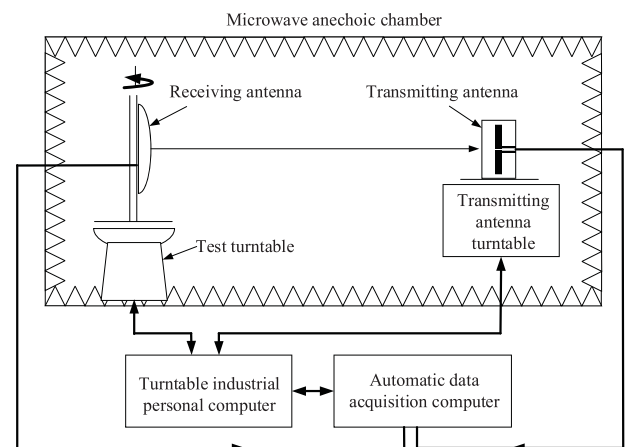 Microwave anechoic chamber
Receiving antenna
Transmitting antenna
Transmitting
antenna
turntable
Test turntable
Turntable industrial
personal computer
Automatic data
acquisition computer